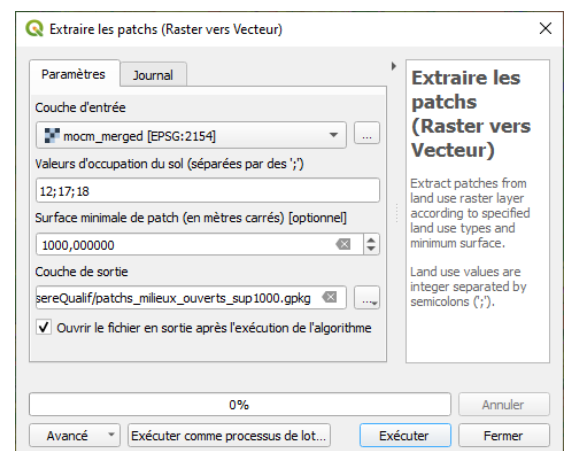 Extraire les patchs (Raster vers Vecteur)
Paramètres
Journal
Couche d'entrée
mocm_merged [EPSG:2154]
...
Valeurs d'occupation du sol (séparées par des ';')
12;17;18
Surface minimale de patch (en mètres carrés) [optionnel]
1000,000000
Couche de sortie
sereQualif/patchs_milieux_ouverts_sup1000.gpkg
...
Ouvrir le fichier en sortie après l'exécution de l'algorithme
Extraire les
patchs
(Raster vers
Vecteur)
Extract patches from
land use raster layer
according to specified
land use types and
minimum surface.
Land use values are
integer separated by
semicolons (';').
0%
Annuler
Avancé
Exécuter comme processus de lot...
Exécuter
Fermer